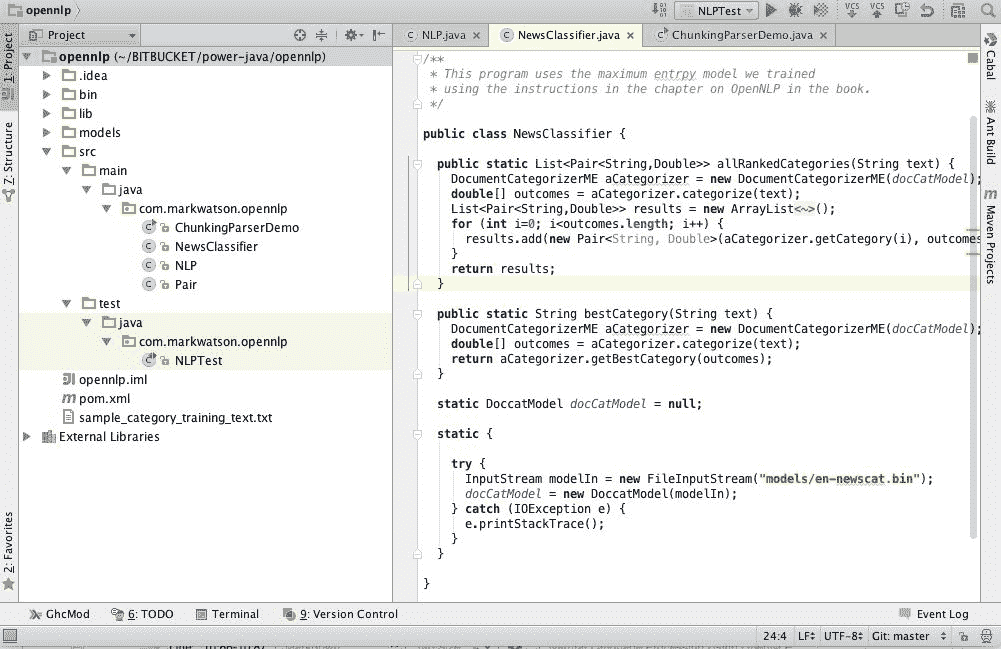 opennlp
NLPTest
VCS VCS
1: Project
Z: Structure
2: Favorites
Project
opennlp (~/BITBUCKET/power-java/opennlp)
.idea
bin
lib
models
src
main
java
com.markwatson.opennlp
ChunkingParserDemo
NewsClassifier
NLP
Pair
test
java
com.markwatson.opennlp
NLPTest
opennlp.iml
pom.xml
sample_category_training_text.txt
External Libraries
NLP.java
NewsClassifier.java
ChunkingParserDemo.java
/**
* This program uses the maximum entrpy model we trained
* using the instructions in the chapter on OpenNLP in the book.
*/
public class NewsClassifier {
public static List<Pair<String,Double>> allRankedCategories(String text) {
DocumentCategorizerME aCategorizer = new DocumentCategorizerME(docCatModel);
double[] outcomes = aCategorizer.categorize(text);
List<Pair<String,Double>> results = new ArrayList<~>();
for (int i=0; i<outcomes.length; i++) {
results.add(new Pair<String, Double>(aCategorizer.getCategory(i), outcomes
}
return results;
}
public static String bestCategory(String text) {
DocumentCategorizerME aCategorizer = new DocumentCategorizerME(docCatModel);
double[] outcomes = aCategorizer.categorize(text);
return aCategorizer.getBestCategory(outcomes);
}
static DoccatModel docCatModel = null;
static {
try {
InputStream modelIn = new FileInputStream("models/en-newscat.bin");
docCatModel = new DoccatModel(modelIn);
} catch (IOException e) {
e.printStackTrace();
}
}
}
Cabal
Ant Build
Maven Projects
GhcMod
6: TODO
Terminal
9: Version Control
Event Log
24:4 LF UTF-8 Git: master